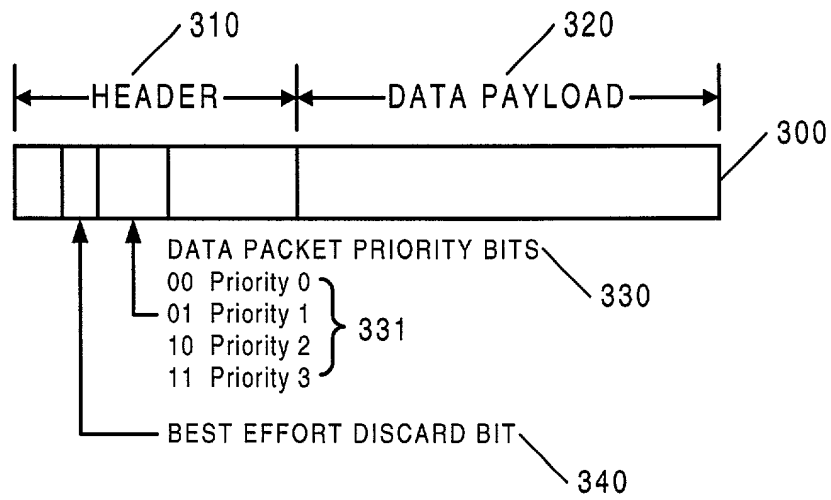 310
320
HEADER
DATA PAYLOAD
300
DATA PACKET PRIORITY BITS
330
00 Priority 0
01 Priority 1
331
10 Priority 2
11 Priority 3
BEST EFFORT DISCARD BIT
340